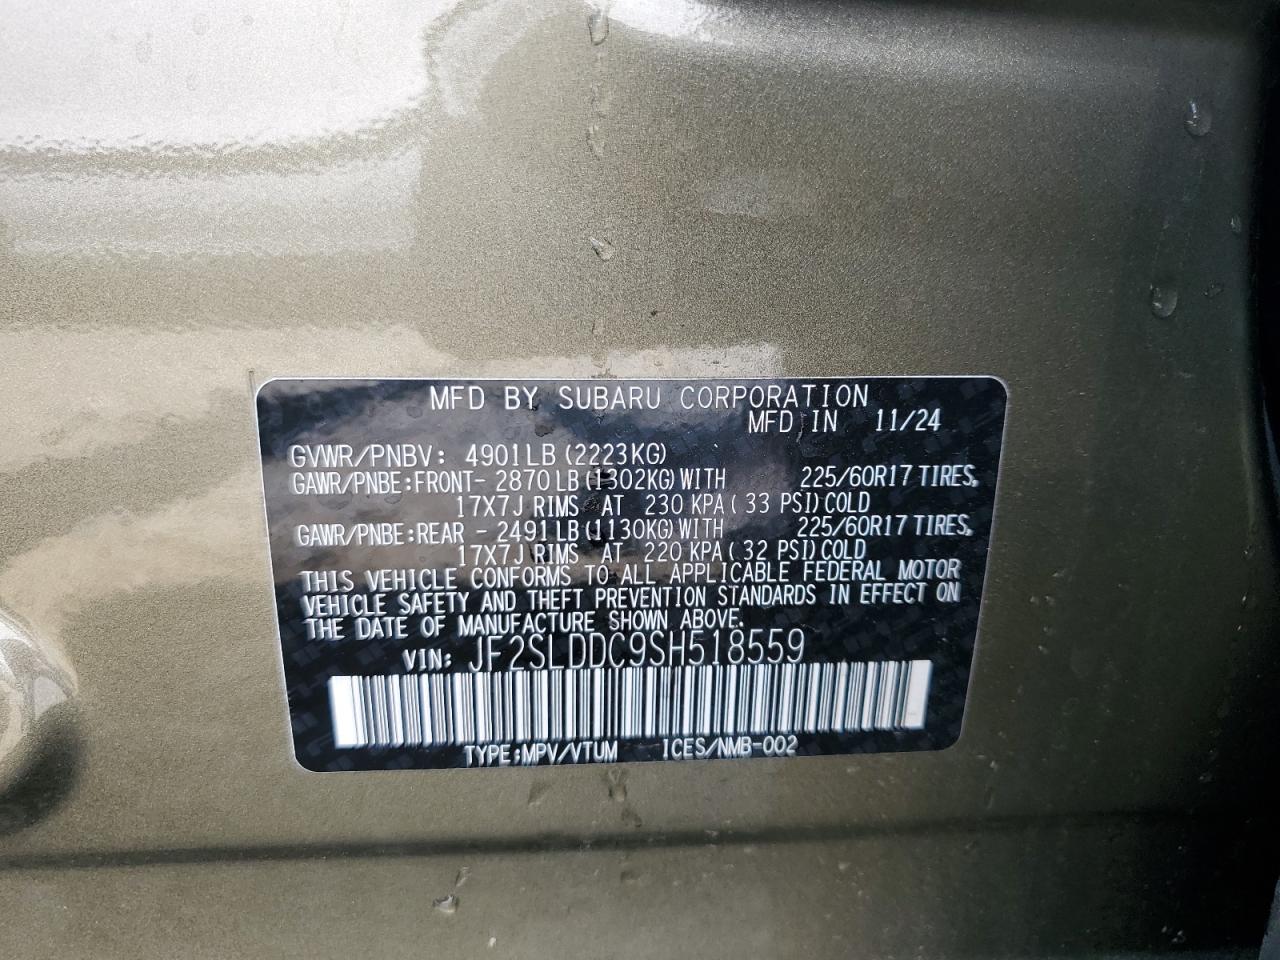 MFD BY SUBARU CORPORATION
MFD IN 11/24
GVWR/PNBV: 4901LB (2223KG)
GAWR/PNBE:FRONT- 2870 LB (1302KG) WITH 225/60R17 TIRES,
17X7J RIMS AT 230 KPA ( 33 PSI) COLD
GAWR/PNBE:REAR - 2491 LB (1130KG) WITH 225/60R17 TIRES,
17X7J RIMS AT 220 KPA ( 32 PSI) COLD
THIS VEHICLE CONFORMS TO ALL APPLICABLE FEDERAL MOTOR
VEHICLE SAFETY AND THEFT PREVENTION STANDARDS IN EFFECT ON
THE DATE OF MANUFACTURE SHOWN ABOVE.
VIN: JF2SLDDC9SH518559
TYPE:MPV/VTUM ICES/NMB-002